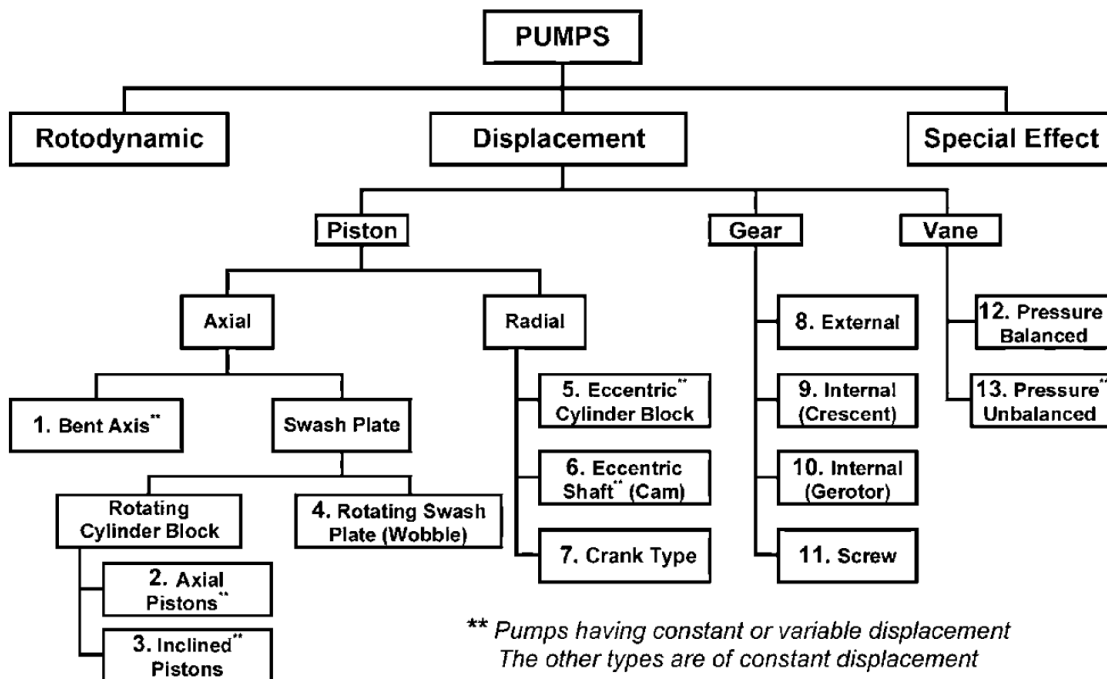 PUMPS
Rotodynamic
Displacement
Special Effect
Piston
Gear
Vane
Axial
Radial
8. External
12. Pressure
Balanced
1. Bent Axis**
Swash Plate
5. Eccentric**
Cylinder Block
9. Internal
(Crescent)
13. Pressure**
Unbalanced
Rotating
Cylinder Block
4. Rotating Swash
Plate (Wobble)
6. Eccentric
Shaft** (Cam)
10. Internal
(Gerotor)
2. Axial
Pistons**
7. Crank Type
11. Screw
3. Inclined**
Pistons
** Pumps having constant or variable displacement
The other types are of constant displacement